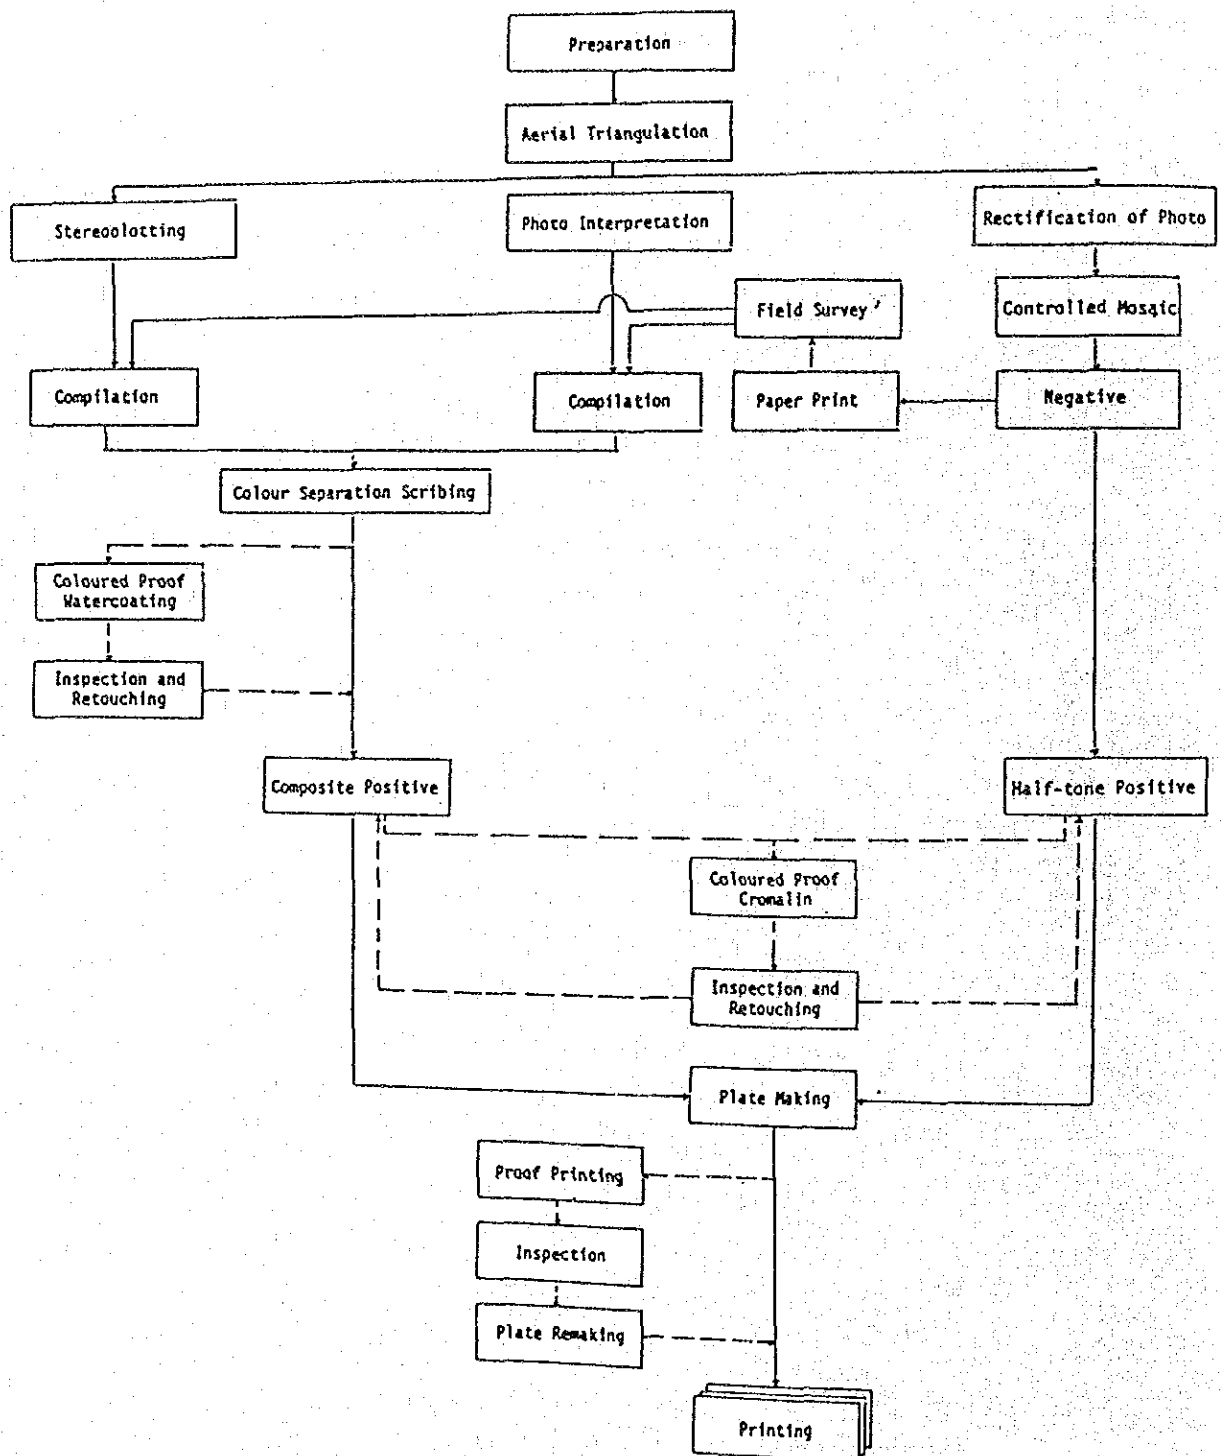 Preparation
Aerial Triangulation
Stereoplotting
Photo Interpretation
Rectification of Photo
Field Survey
Controlled Mosaic
Compilation
Compilation
Paper Print
Negative
Colour Separation Scribing
Coloured Proof
Watercoating
Inspection and
Retouching
Composite Positive
Half-tone Positive
Coloured Proof
Cromalin
Inspection and
Retouching
Plate Making
Proof Printing
Inspection
Plate Remaking
Printing